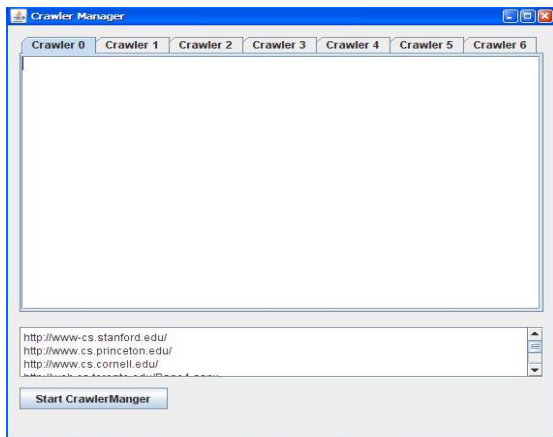 Crawler Manager
Crawler 0 Crawler 1 Crawler 2 Crawler 3 Crawler 4 Crawler 5 Crawler 6
http://www-cs.stanford.edu/
http://www.cs.princeton.edu/
http://www.cs.cornell.edu/
Start CrawlerManger